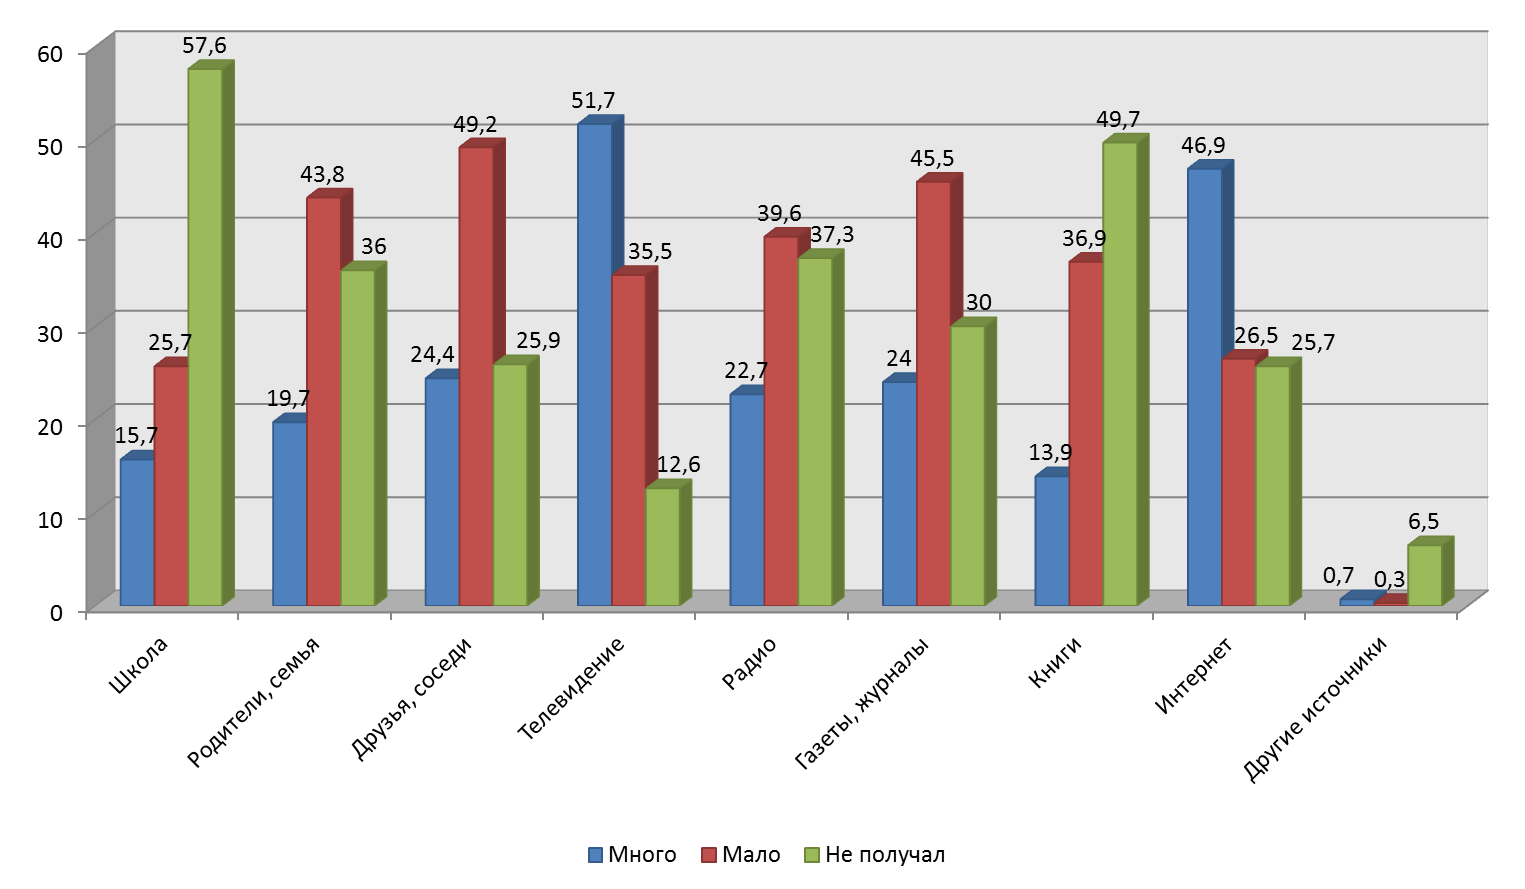 60
50
40
30
20
10
0
15,7
25,7
57,6
19,7
43,8
36
24,4
49,2
25,9
51,7
35,5
12,6
22,7
39,6
37,3
24
45,5
30
13,9
36,9
49,7
46,9
26,5
25,7
0,7
0,3
6,5
Школа
Родители, семья
Друзья, соседи
Телевидение
Радио
Газеты, журналы
Книги
Интернет
Другие источники
Много
Мало
Не получал